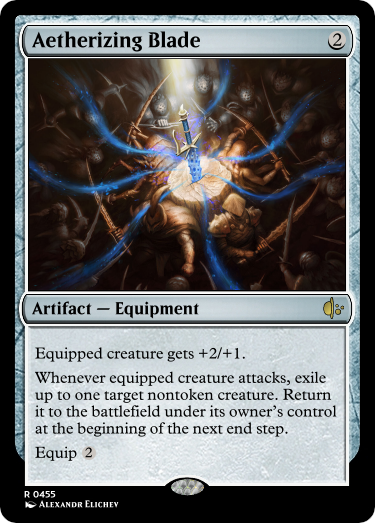 Aetherizing Blade 2
Artifact — Equipment
Equipped creature gets +2/+1.
Whenever equipped creature attacks, exile
up to one target nontoken creature. Return
it to the battlefield under its owner's control
at the beginning of the next end step.
Equip 2
R 0455
Alexandr Elichev